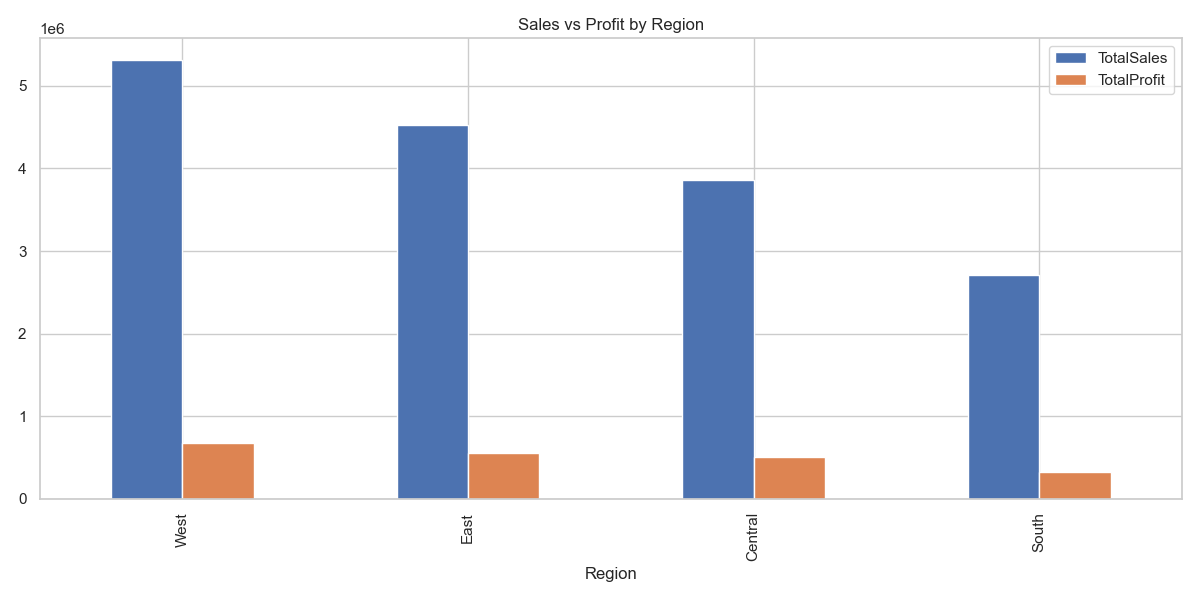 Sales vs Profit by Region
1e6
TotalSales
TotalProfit
5
4
3
2
1
0
West
East
Central
South
Region